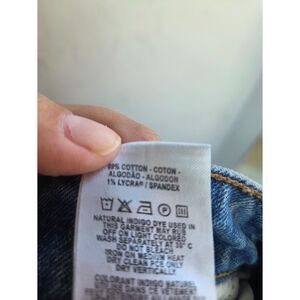 99% COTTON - COTON -
ALGODÃO - ALGODON
1% LYCRA® / SPANDEX
NATURAL INDIGO DYE USED IN
THIS GARMENT MAY RUB
OFF ON LIGHT COLORED
WASH SEPARATELY AT 30° C
DO NOT BLEACH
IRON ON MEDIUM HEAT
DRY CLEAN F ONLY
DRY VERTICALLY
COLORANT INDIGO NATUREL